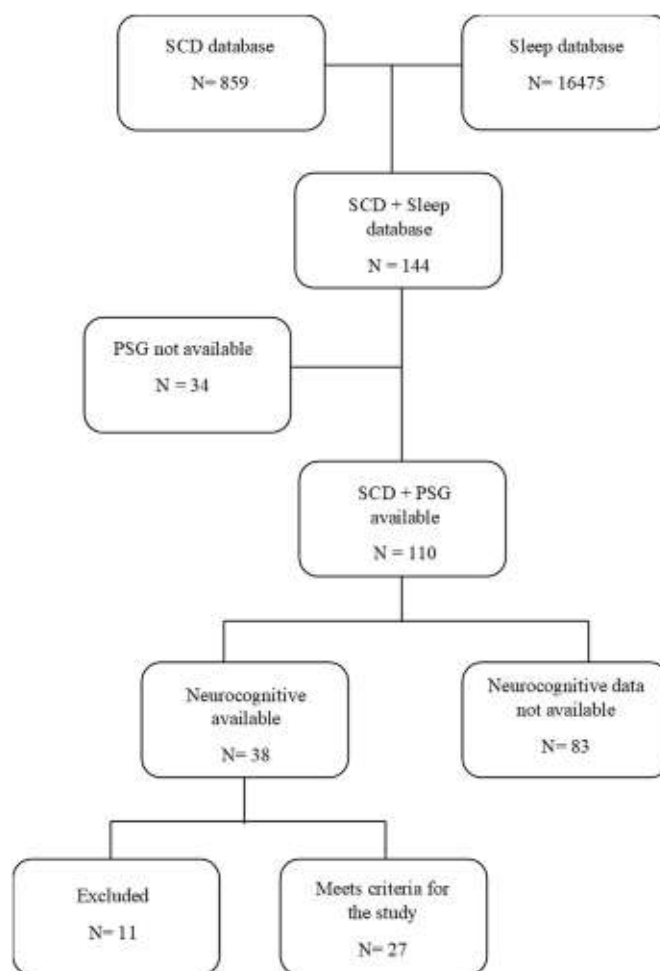 SCD database
N= 859
Sleep database
N= 16475
SCD + Sleep
database
N = 144
PSG not available
N = 34
SCD + PSG
available
N = 110
Neurocognitive
available
N= 38
Neurocognitive data
not available
N= 83
Excluded
N= 11
Meets criteria for
the study
N= 27